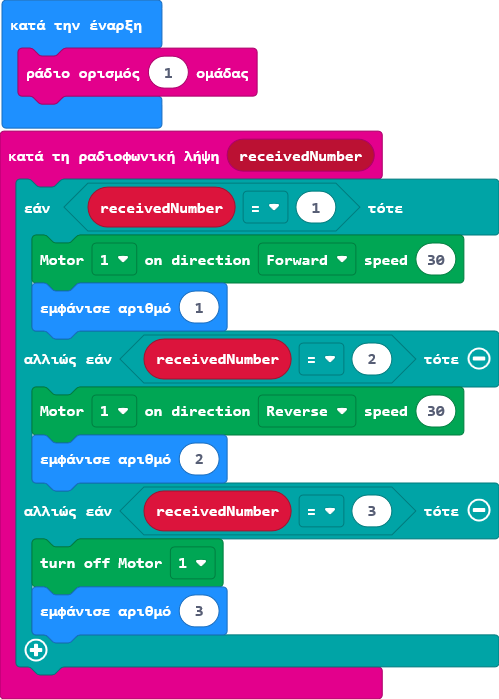 κατά την έναρξη
ράδιο ορισμός 1 ομάδας
κατά τη ραδιοφωνική λήψη receivedNumber
εάν receivedNumber = 1 τότε
Motor 1 on direction Forward speed 30
εμφάνισε αριθμό 1
αλλιώς εάν receivedNumber = 2 τότε
Motor 1 on direction Reverse speed 30
εμφάνισε αριθμό 2
αλλιώς εάν receivedNumber = 3 τότε
turn off Motor 1
εμφάνισε αριθμό 3